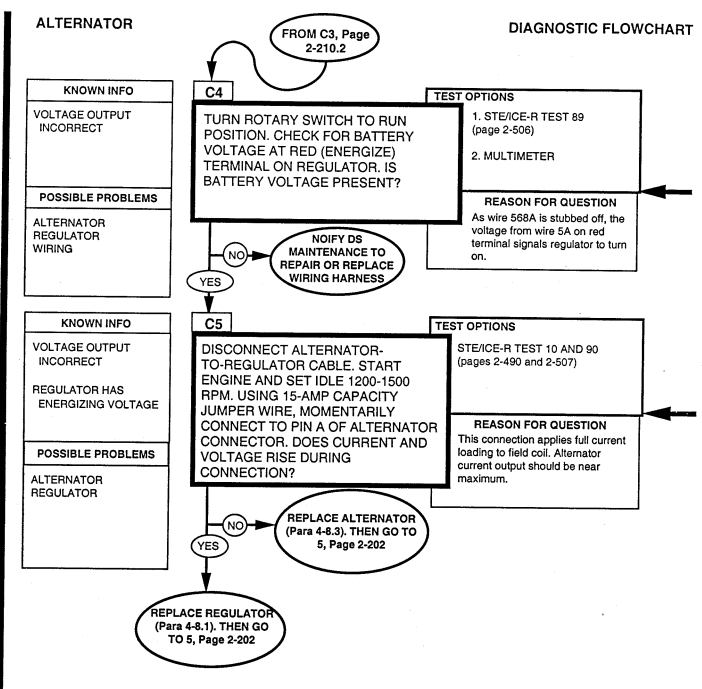 ALTERNATOR
DIAGNOSTIC FLOWCHART
FROM C3, Page
2-210.2
KNOWN INFO
VOLTAGE OUTPUT
INCORRECT
POSSIBLE PROBLEMS
ALTERNATOR
REGULATOR
WIRING
C4
TURN ROTARY SWITCH TO RUN
POSITION. CHECK FOR BATTERY
VOLTAGE AT RED (ENERGIZE)
TERMINAL ON REGULATOR. IS
BATTERY VOLTAGE PRESENT?
TEST OPTIONS
1. STE/ICE-R TEST 89
(page 2-506)
2. MULTIMETER
REASON FOR QUESTION
As wire 568A is stubbed off, the
voltage from wire 5A on red
terminal signals regulator to turn
on.
NO
NOIFY DS
MAINTENANCE TO
REPAIR OR REPLACE
WIRING HARNESS
YES
KNOWN INFO
VOLTAGE OUTPUT
INCORRECT
REGULATOR HAS
ENERGIZING VOLTAGE
POSSIBLE PROBLEMS
ALTERNATOR
REGULATOR
C5
DISCONNECT ALTERNATOR-
TO-REGULATOR CABLE. START
ENGINE AND SET IDLE 1200-1500
RPM. USING 15-AMP CAPACITY
JUMPER WIRE, MOMENTARILY
CONNECT TO PIN A OF ALTERNATOR
CONNECTOR. DOES CURRENT AND
VOLTAGE RISE DURING
CONNECTION?
TEST OPTIONS
STE/ICE-R TEST 10 AND 90
(pages 2-490 and 2-507)
REASON FOR QUESTION
This connection applies full current
loading to field coil. Alternator
current output should be near
maximum.
NO
REPLACE ALTERNATOR
(Para 4-8.3). THEN GO TO
5, Page 2-202
YES
REPLACE REGULATOR
(Para 4-8.1). THEN GO
TO 5, Page 2-202